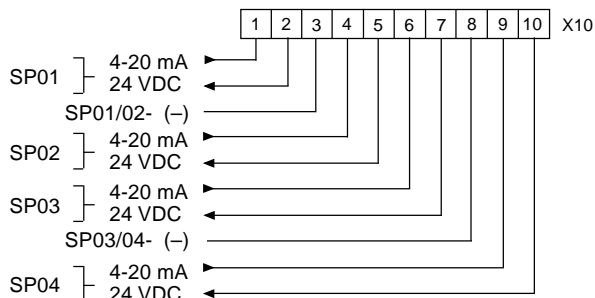 1 2 3 4 5 6 7 8 9 10 X10
4-20 mA
SP01
24 VDC
SP01/02- (–)
4-20 mA
SP02
24 VDC
4-20 mA
SP03
24 VDC
SP03/04- (–)
4-20 mA
SP04
24 VDC